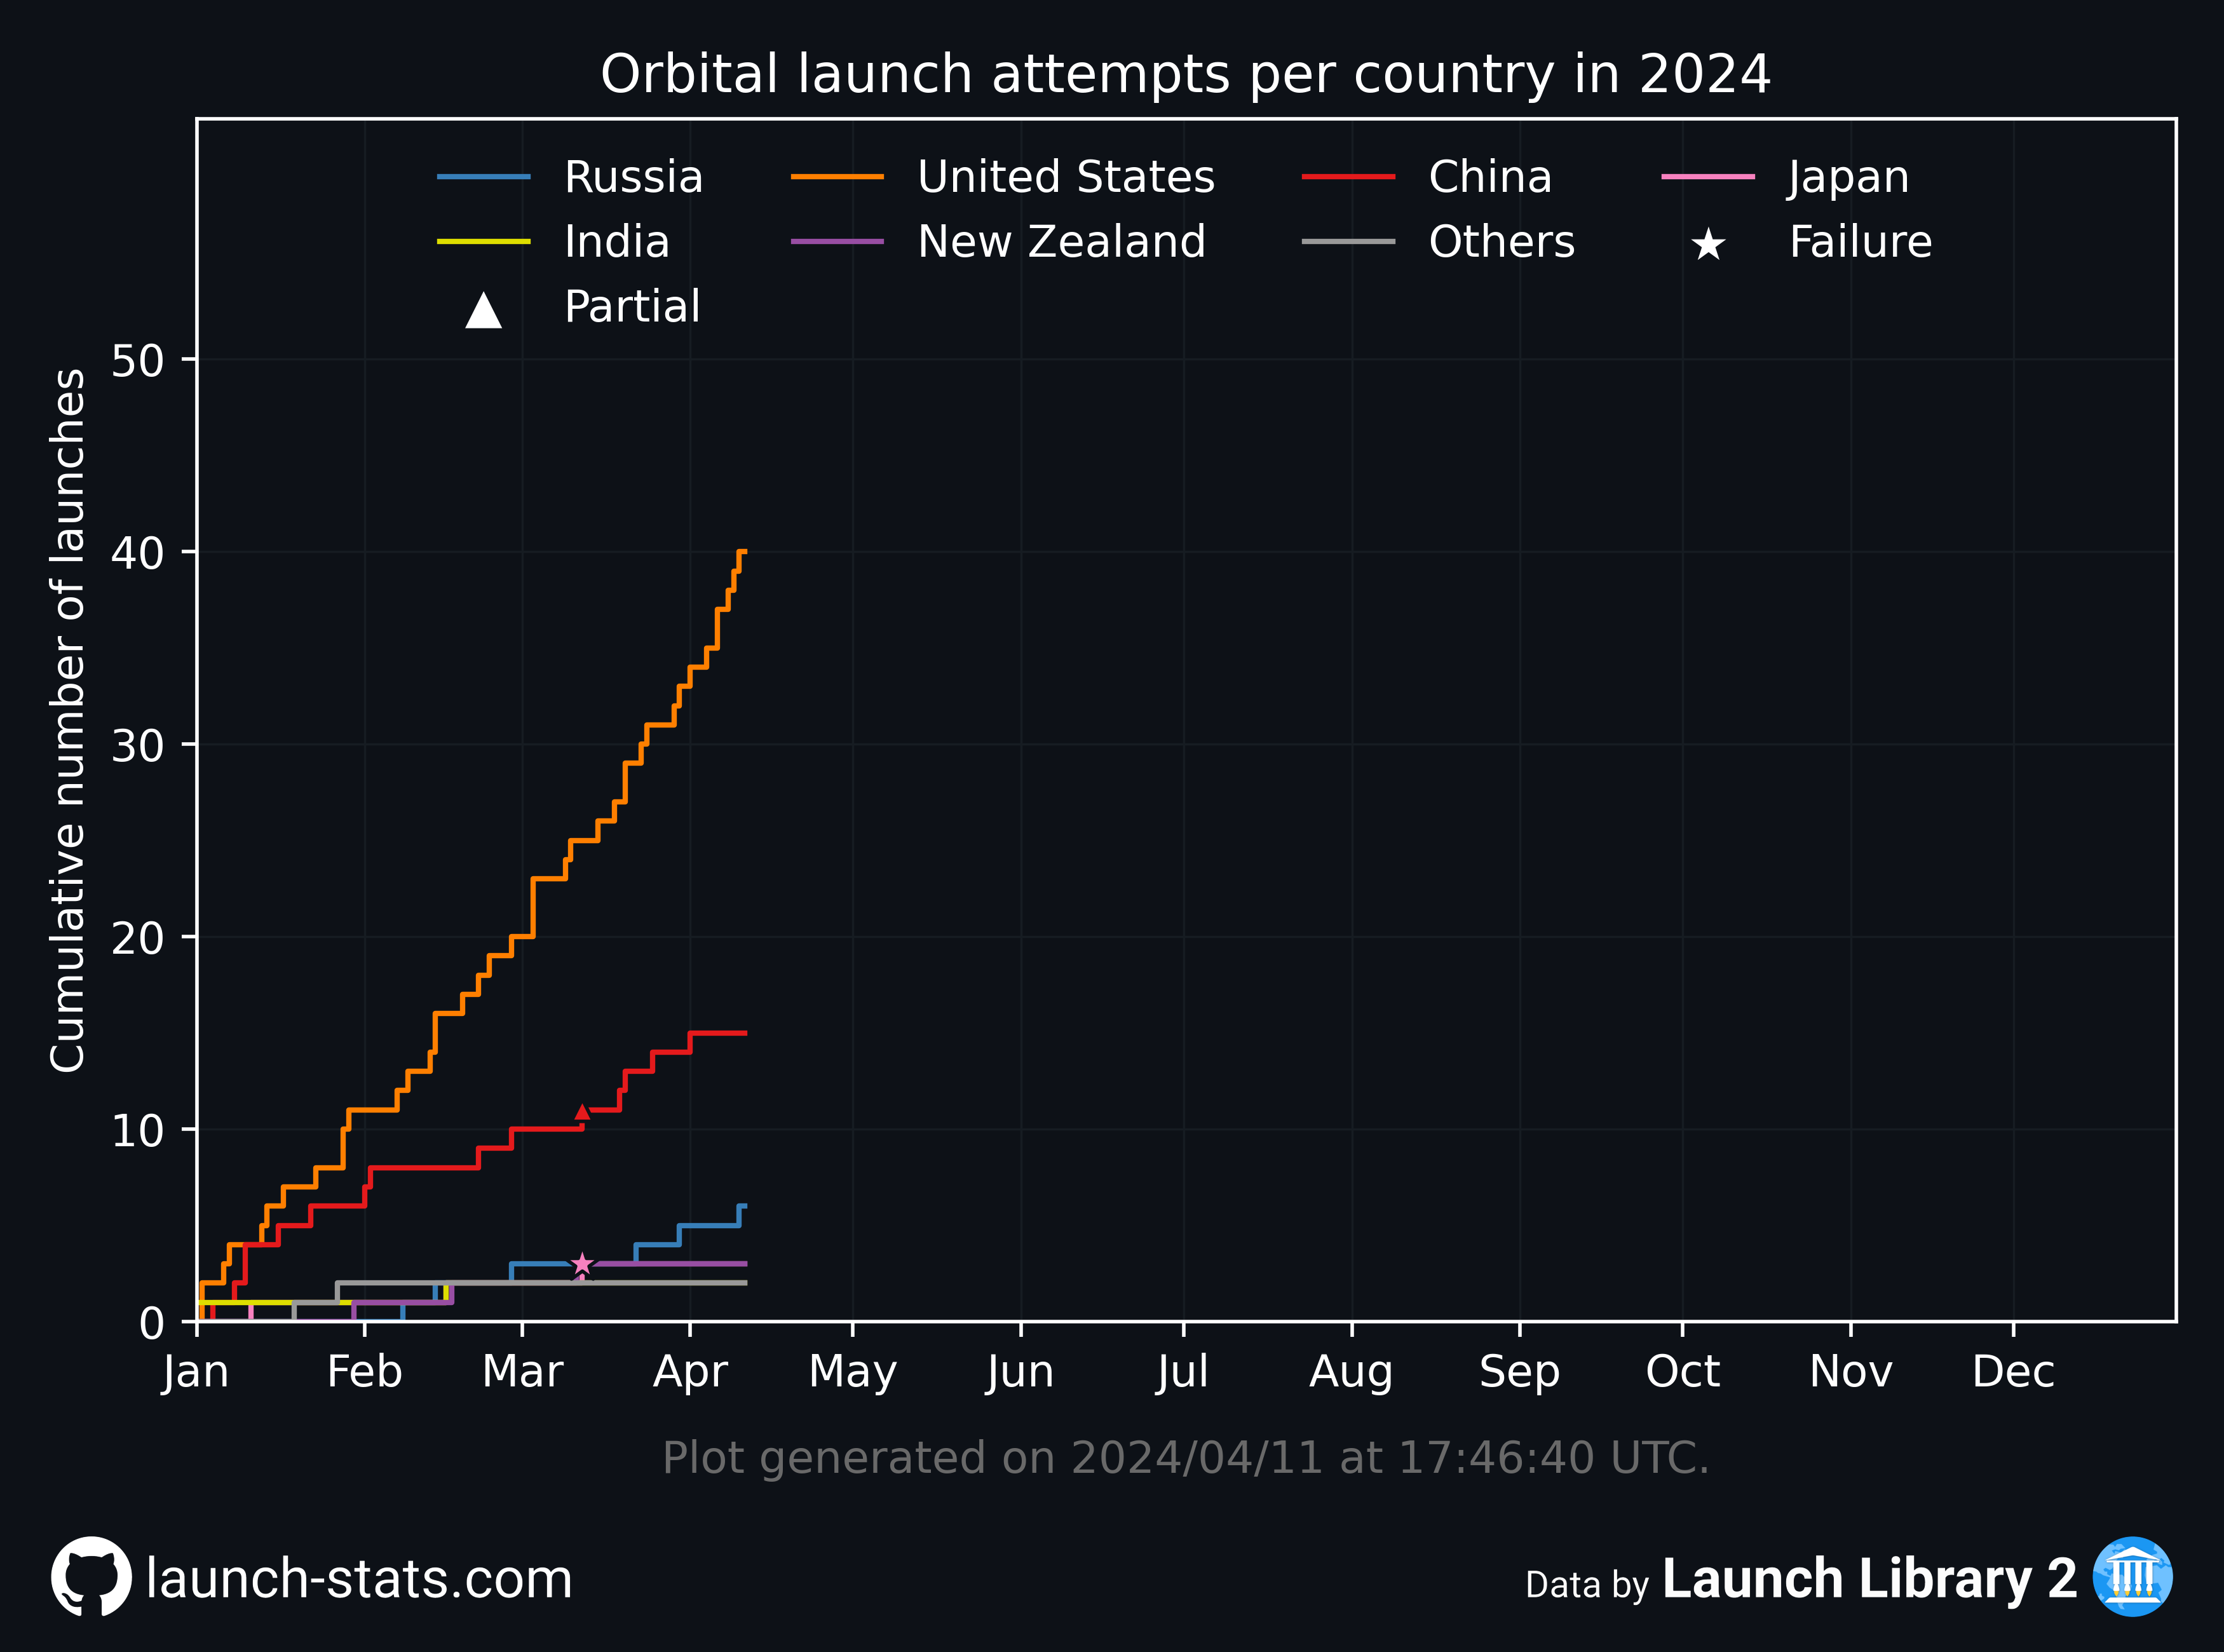 Orbital launch attempts per country in 2024
Russia United States China Japan
India New Zealand Others Failure
Partial
Cumulative number of launches
50
40
30
20
10
0
Jan Feb Mar Apr May Jun Jul Aug Sep Oct Nov Dec
Plot generated on 2024/04/11 at 17:46:40 UTC.
launch-stats.com
Data by Launch Library 2